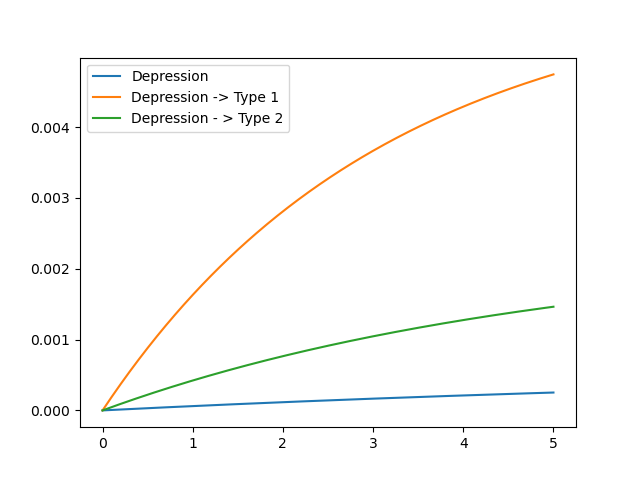 Depression
Depression -> Type 1
Depression - > Type 2
0.004
0.003
0.002
0.001
0.000
0 1 2 3 4 5